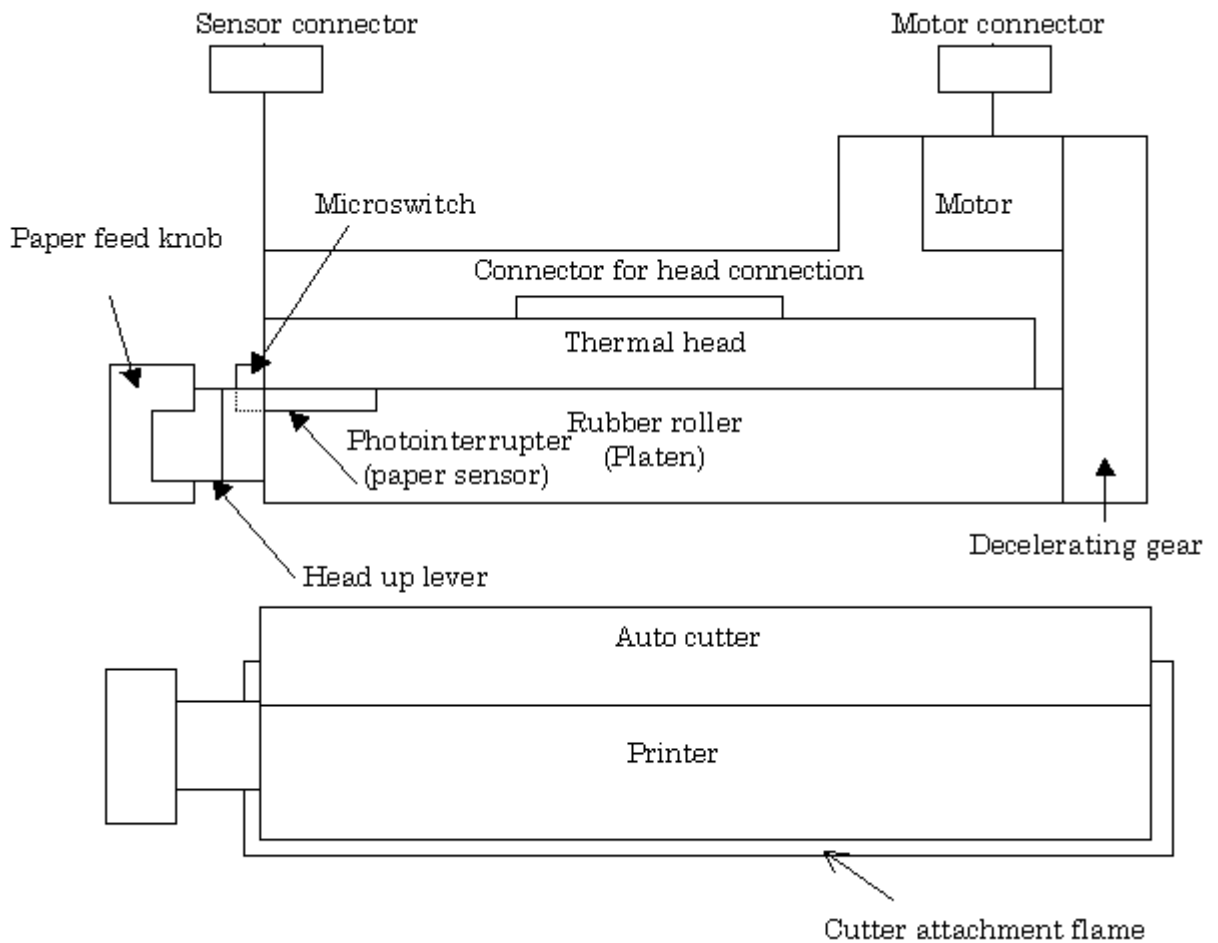 Sensor connector
Motor connector
Microswitch
Motor
Paper feed knob
Connector for head connection
Thermal head
Rubber roller
(Platen)
Photointerrupter
(paper sensor)
Decelerating gear
Head up lever
Auto cutter
Printer
Cutter attachment flame